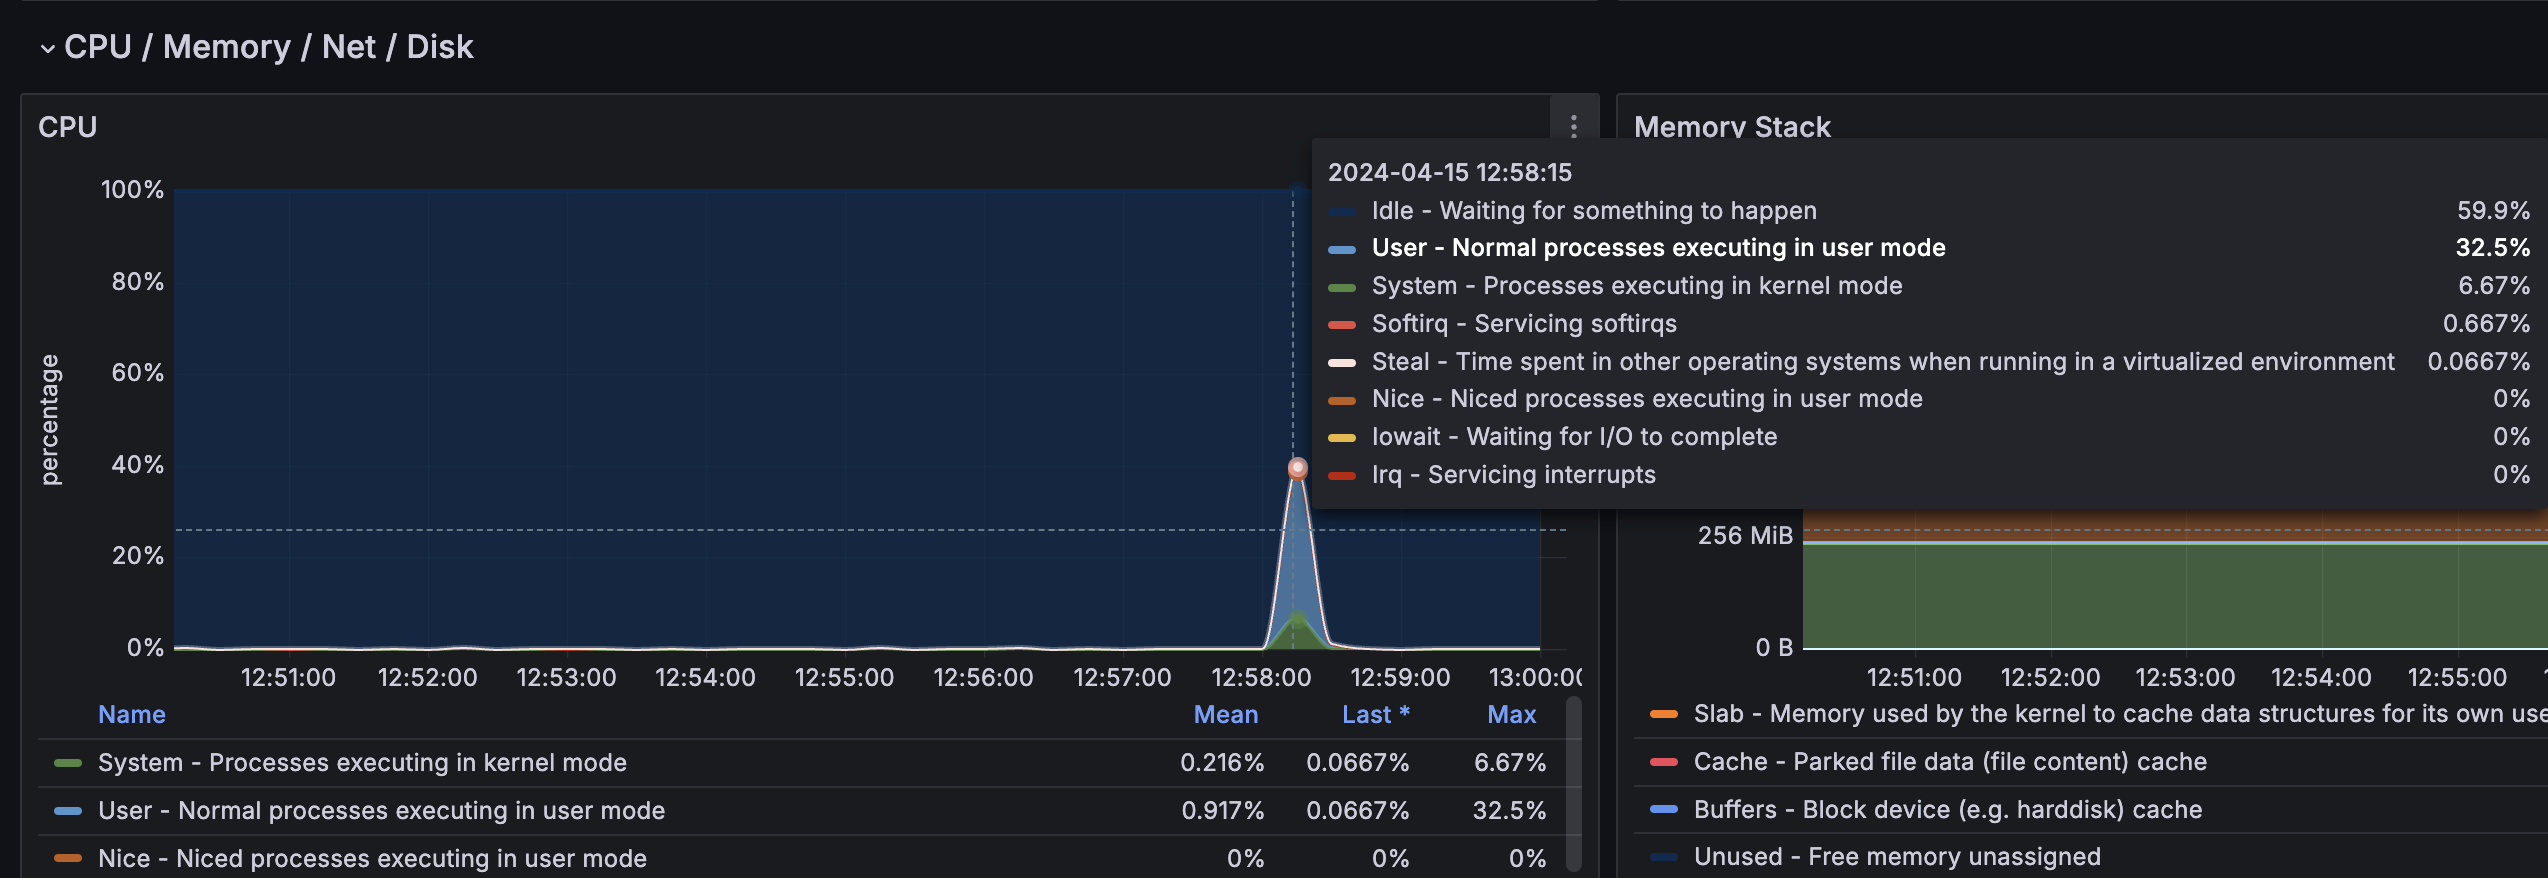 CPU / Memory / Net / Disk
CPU
Memory Stack
2024-04-15 12:58:15
Idle - Waiting for something to happen 59.9%
User - Normal processes executing in user mode 32.5%
System - Processes executing in kernel mode 6.67%
Softirq - Servicing softirqs 0.667%
Steal - Time spent in other operating systems when running in a virtualized environment 0.0667%
Nice - Niced processes executing in user mode 0%
Iowait - Waiting for I/O to complete 0%
Irq - Servicing interrupts 0%
percentage
100%
80%
60%
40%
20%
0%
12:51:00 12:52:00 12:53:00 12:54:00 12:55:00 12:56:00 12:57:00 12:58:00 12:59:00 13:00:00
Name Mean Last * Max
System - Processes executing in kernel mode 0.216% 0.0667% 6.67%
User - Normal processes executing in user mode 0.917% 0.0667% 32.5%
Nice - Niced processes executing in user mode 0% 0% 0%
256 MiB
0 B
12:51:00 12:52:00 12:53:00 12:54:00 12:55:00
Slab - Memory used by the kernel to cache data structures for its own use
Cache - Parked file data (file content) cache
Buffers - Block device (e.g. harddisk) cache
Unused - Free memory unassigned